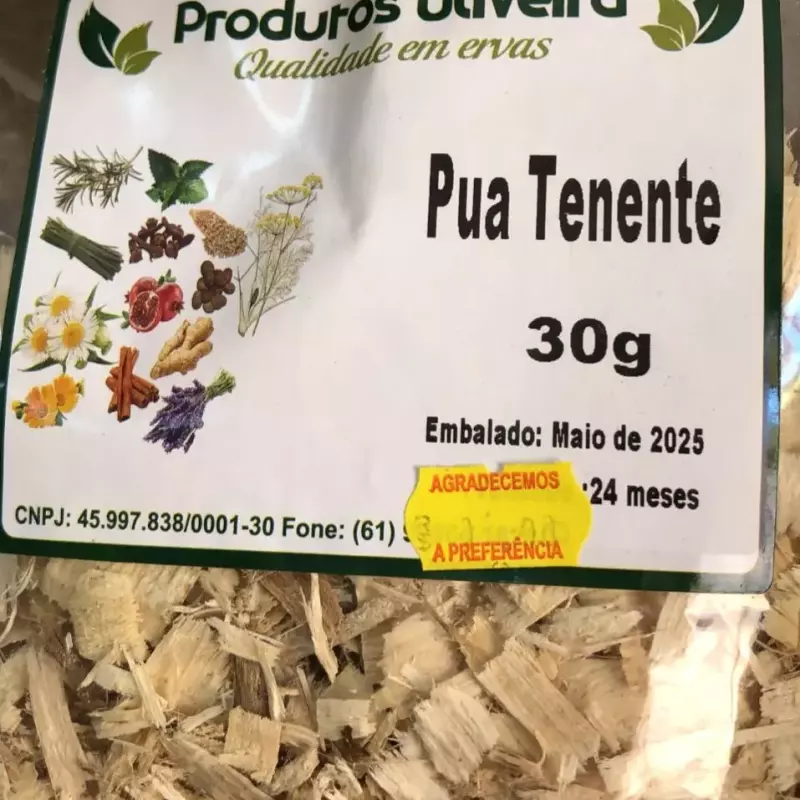 Produtos Oliveira
Qualidade em ervas
Pua Tenente
30g
Embalado: Maio de 2025
24 meses
AGRADECEMOS
A PREFERÊNCIA
CNPJ: 45.997.838/0001-30 Fone: (61)